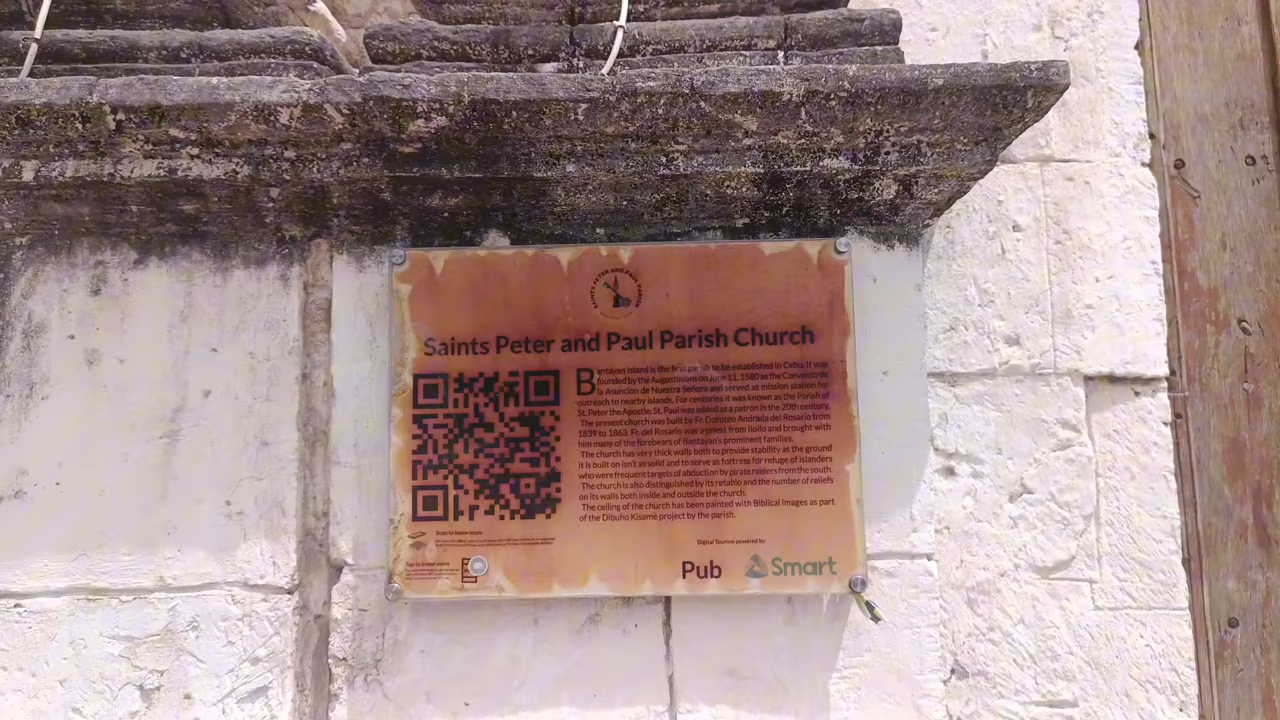 SAINTS PETER AND PAUL PARISH
Saints Peter and Paul Parish Church
Bantayan Island is the first parish to be established in Cebu. It was
founded by the Augustinians on June 11, 1580 as the Convento de
la Asuncion de Nuestra Señora and served as mission station for
outreach to nearby islands. For centuries it was known as the Parish of
St. Peter the Apostle. St. Paul was added as a patron in the 20th century.
The present church was built by Fr. Doroteo Andrada del Rosario from
1839 to 1863. Fr. del Rosario was a priest from Iloilo and brought with
him many of the forebears of Bantayan's prominent families.
The church has very thick walls both to provide stability as the ground
it is built on isn't as solid and to serve as fortress for refuge of islanders
who were frequent targets of abduction by pirate raiders from the south.
The church is also distinguished by its retablo and the number of reliefs
on its walls both inside and outside the church.
The ceiling of the church has been painted with Biblical images as part
of the Dibuho Kisame project by the parish.
Scan to know more
Tap to know more
Digital Tourism powered by:
Pub Smart